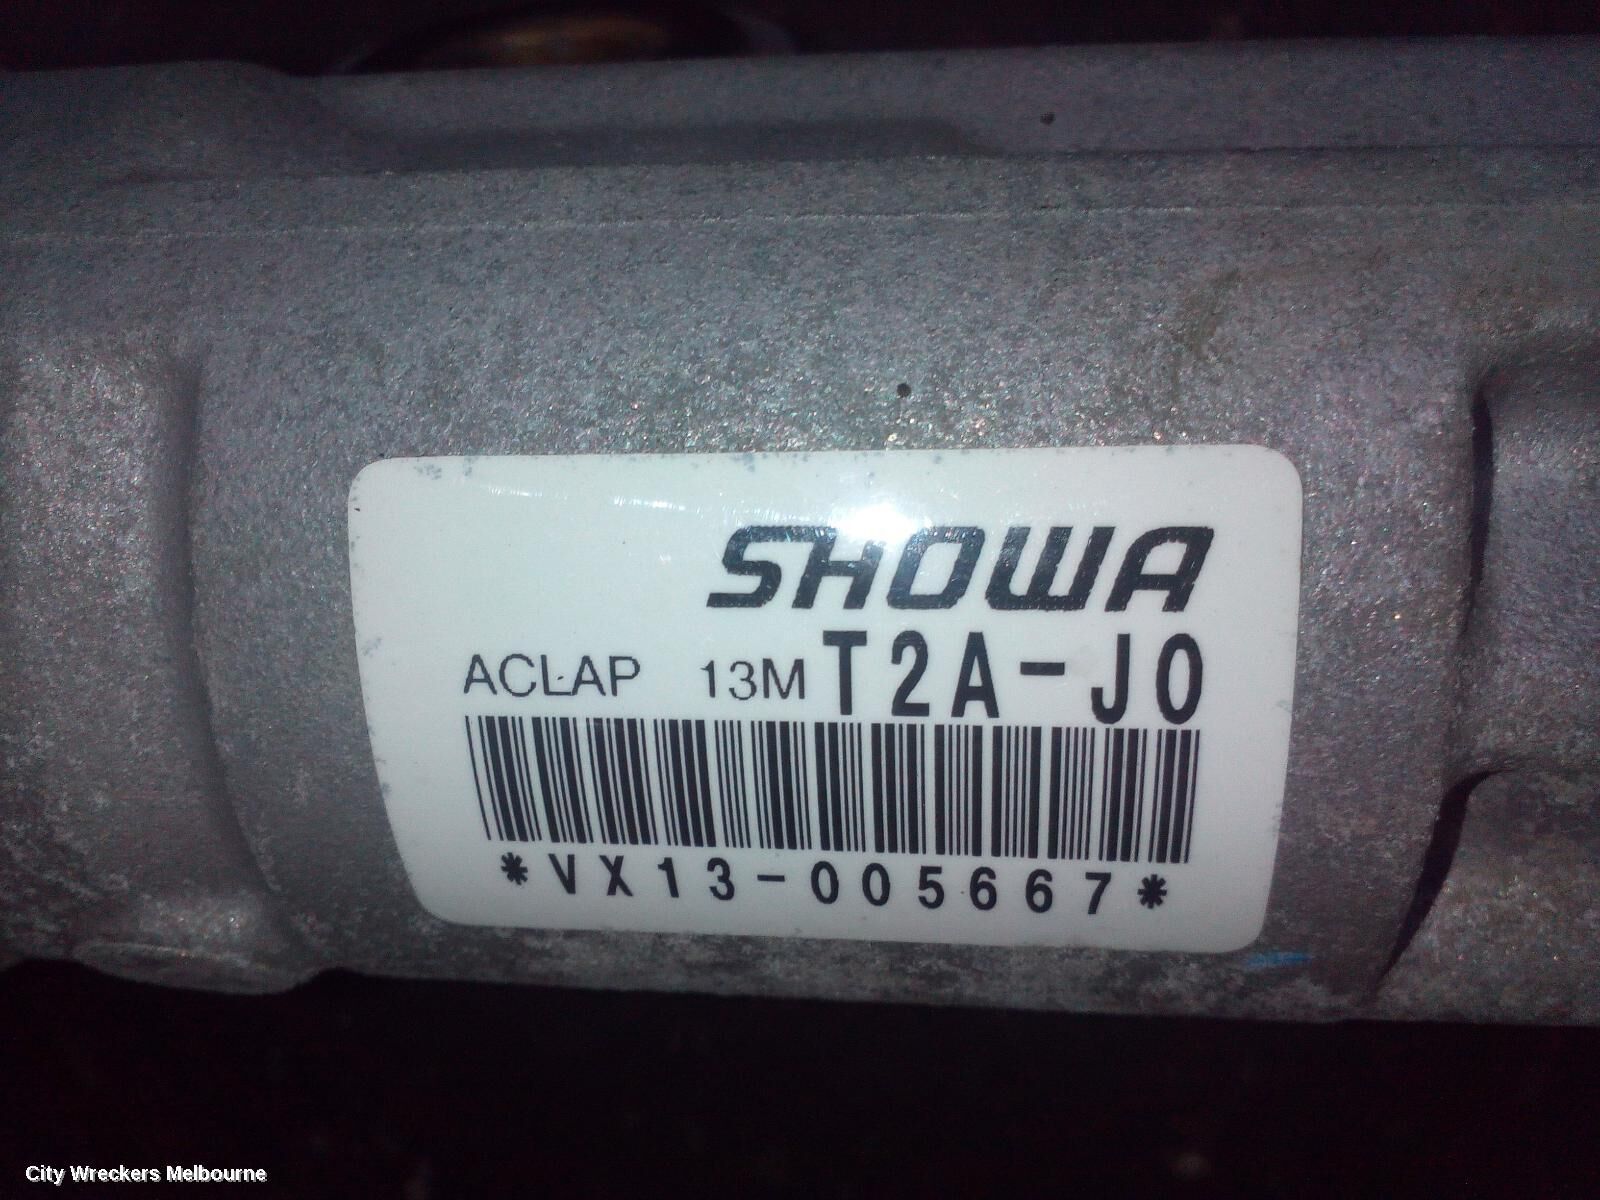 SHOWA
ACLAP 13M T2A-J0
*VX13-005667*
City Wreckers Melbourne